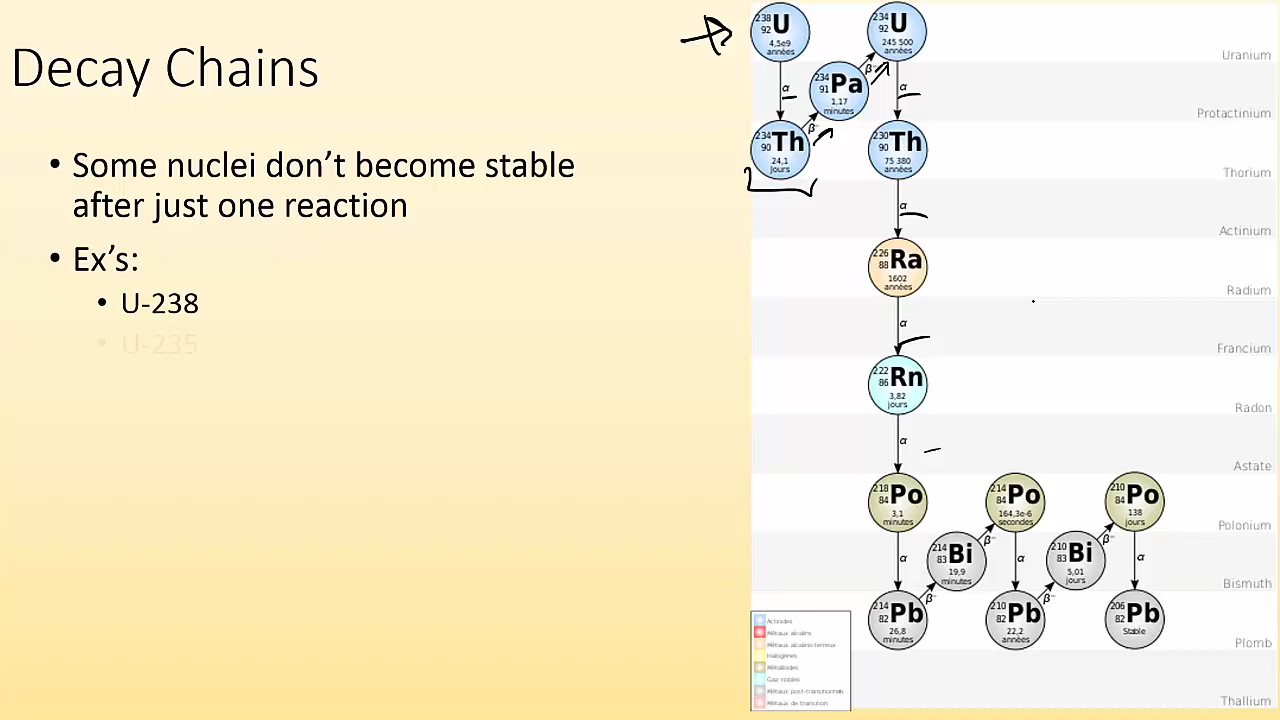 Decay Chains
• Some nuclei don’t become stable
after just one reaction
• Ex’s:
• U-238
• U-235
238
92
U
4,5e9
années
234
92
U
245 500
années
Uranium
α
β⁻
α
234
91
Pa
1,17
minutes
Protactinium
β⁻
234
90
Th
24,1
jours
230
90
Th
75 380
années
Thorium
α
Actinium
226
88
Ra
1602
années
Radium
α
Francium
222
86
Rn
3,82
jours
Radon
α
Astate
218
84
Po
3,1
minutes
214
84
Po
164,3e-6
secondes
210
84
Po
138
jours
Polonium
α
β⁻
α
β⁻
α
214
83
Bi
19,9
minutes
210
83
Bi
5,01
jours
Bismuth
β⁻
β⁻
214
82
Pb
26,8
minutes
210
82
Pb
22,2
années
206
82
Pb
Stable
Plomb
Actinides
Métaux alcalins
Métaux alcalino-terreux
Halogènes
Métalloïdes
Gaz nobles
Métaux post-transitionnels
Métaux de transition
Thallium